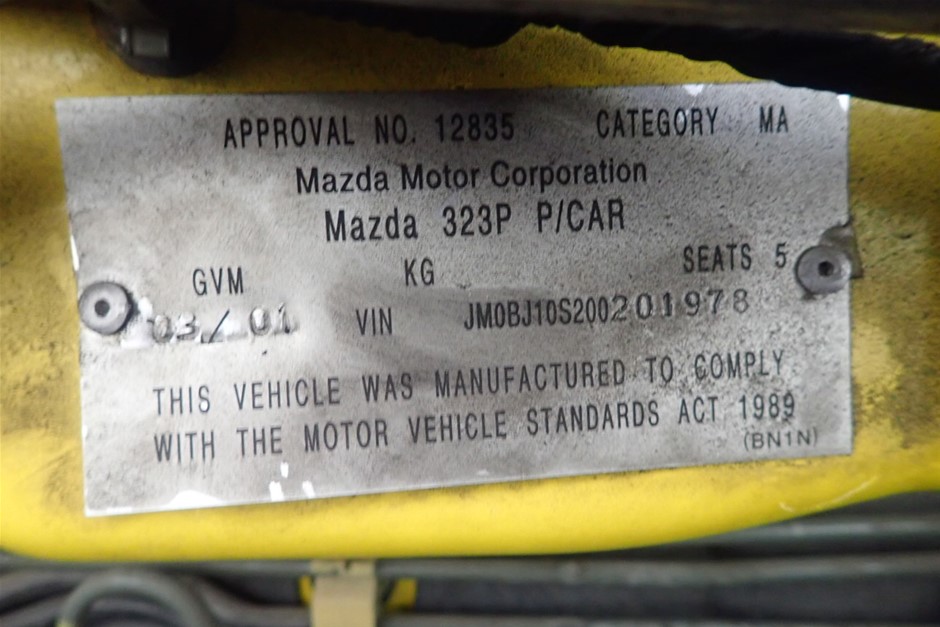 APPROVAL NO. 12835 CATEGORY MA
Mazda Motor Corporation
Mazda 323P P/CAR
GVM KG SEATS 5
03/01 VIN JM0BJ10S200201978
THIS VEHICLE WAS MANUFACTURED TO COMPLY
WITH THE MOTOR VEHICLE STANDARDS ACT 1989
(BN1N)